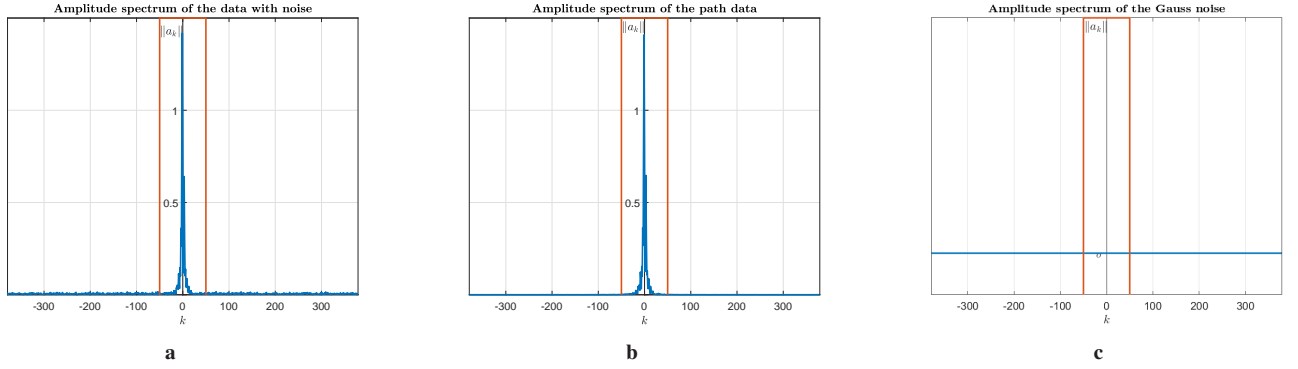 Amplitude spectrum of the data with noise
||a_k||
1
0.5
-300 -200 -100 0 100 200 300
k
a
Amplitude spectrum of the path data
||a_k||
1
0.5
-300 -200 -100 0 100 200 300
k
b
Amplitude spectrum of the Gauss noise
||a_k||
σ
-300 -200 -100 0 100 200 300
k
c